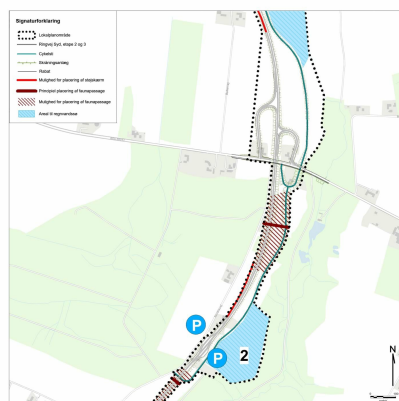 Signaturforklaring
Lokalplanområde
Ringvej Syd, etape 2 og 3
Cykelsti
Skråningsanlæg
Rabat
Mulighed for placering af støjskærm
Principiel placering af faunapassage
Mulighed for placering af faunapassage
Areal til regnvandssø
P
P
2
N